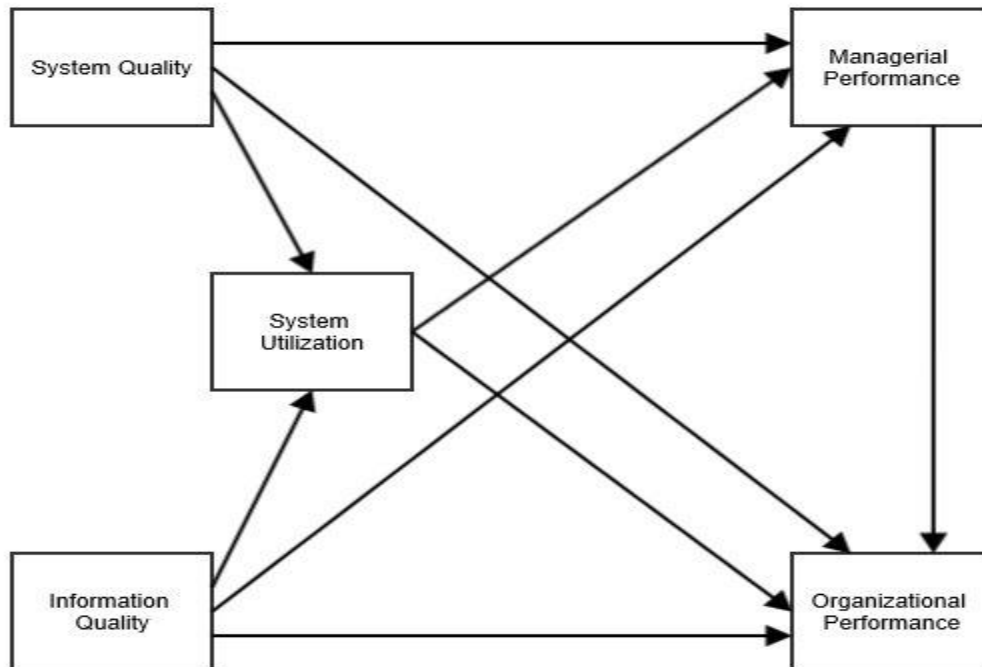 System Quality
Managerial
Performance
System
Utilization
Information
Quality
Organizational
Performance